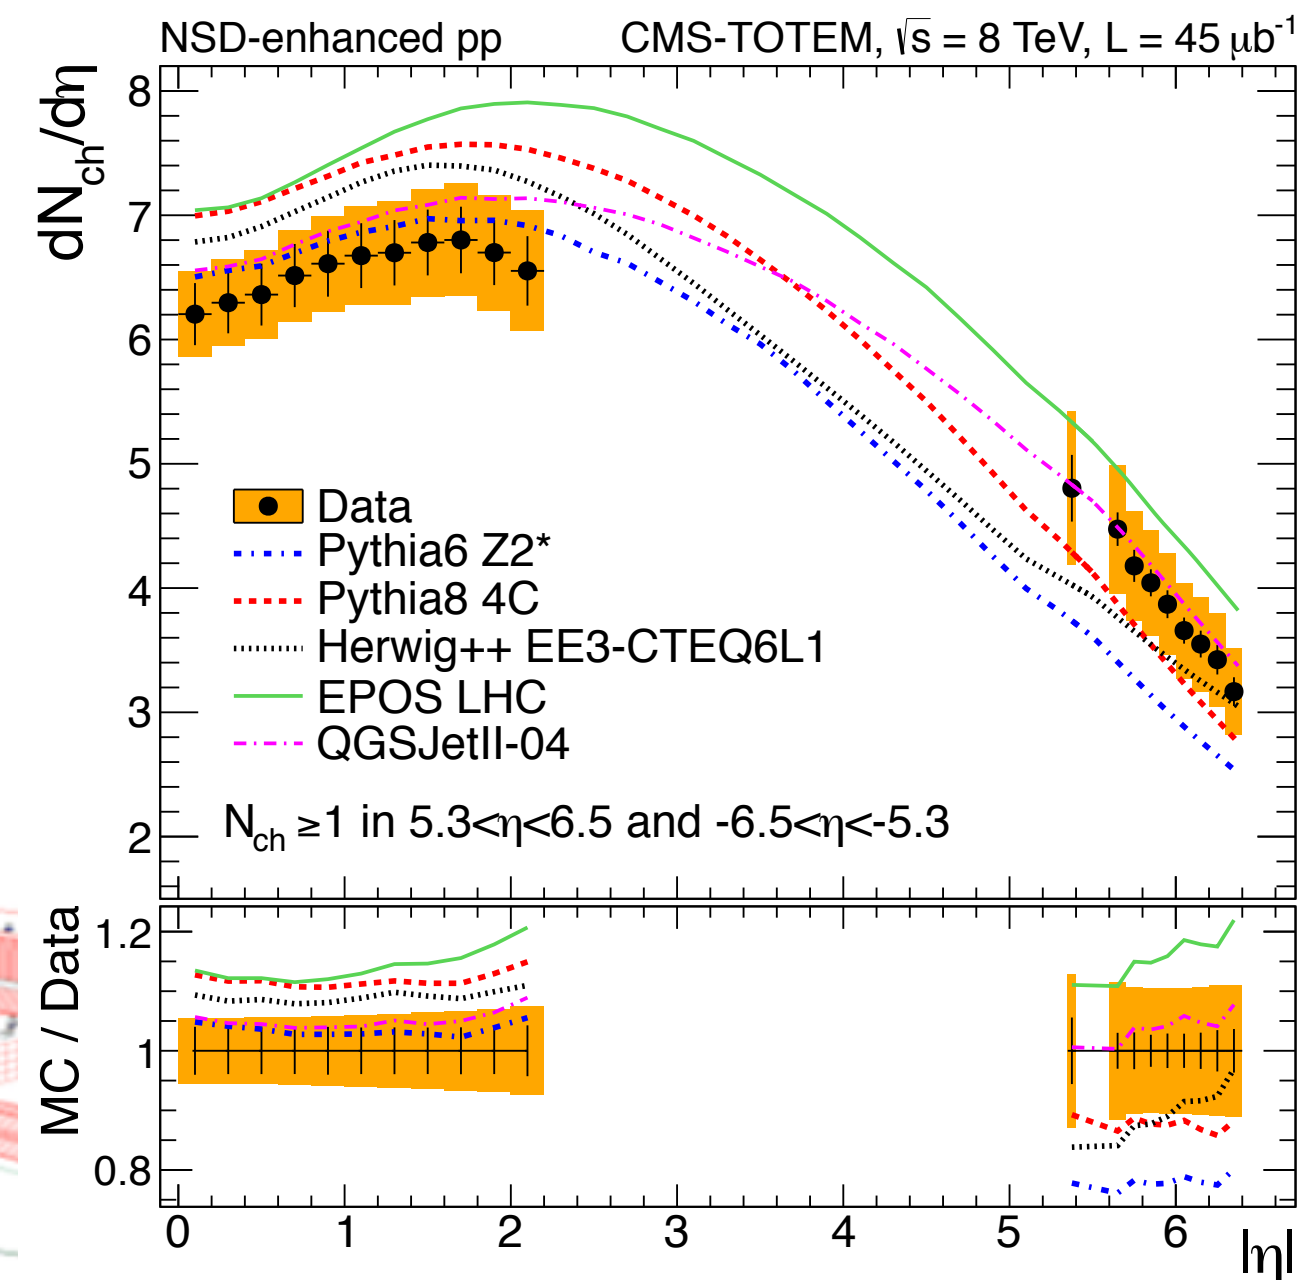 NSD-enhanced pp CMS-TOTEM, √s = 8 TeV, L = 45 μb⁻¹
dN_ch/dη
8
7
6
5
4
3
2
Data
Pythia6 Z2*
Pythia8 4C
Herwig++ EE3-CTEQ6L1
EPOS LHC
QGSJetII-04
N_ch ≥1 in 5.3<η<6.5 and -6.5<η<-5.3
MC / Data
1.2
1
0.8
0 1 2 3 4 5 6
|η|